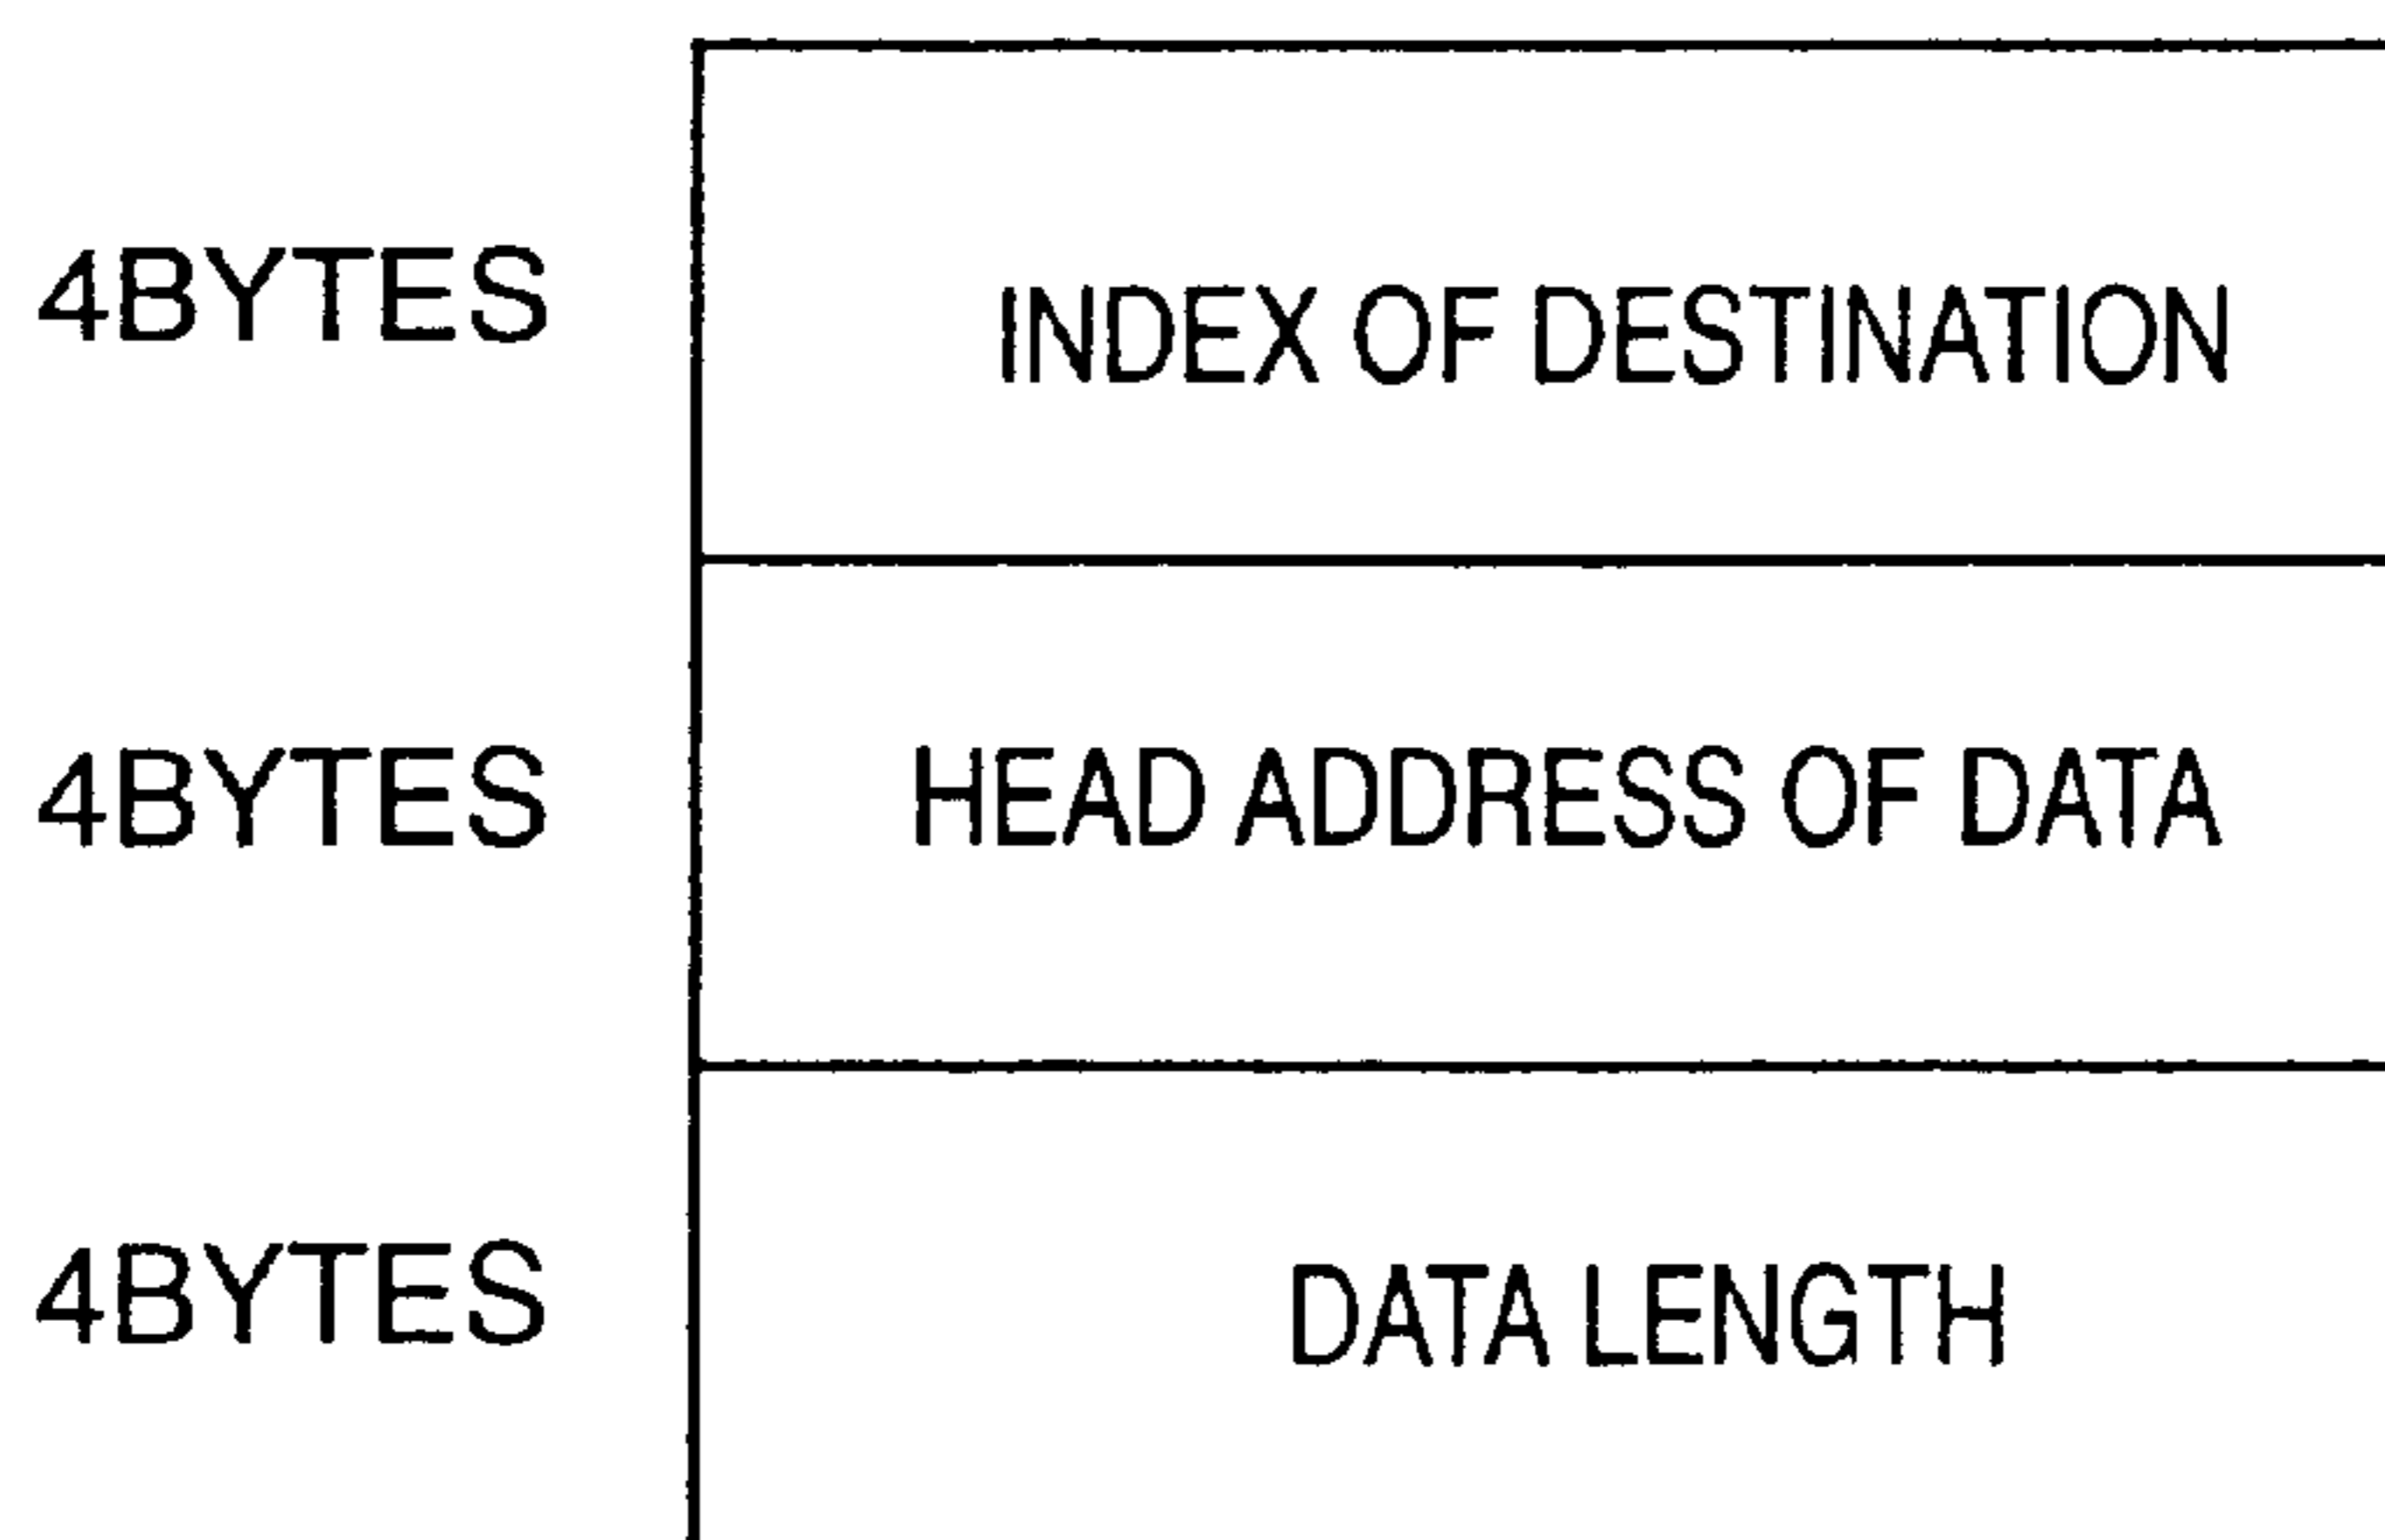 4BYTES
INDEX OF DESTINATION
4BYTES
HEAD ADDRESS OF DATA
4BYTES
DATA LENGTH